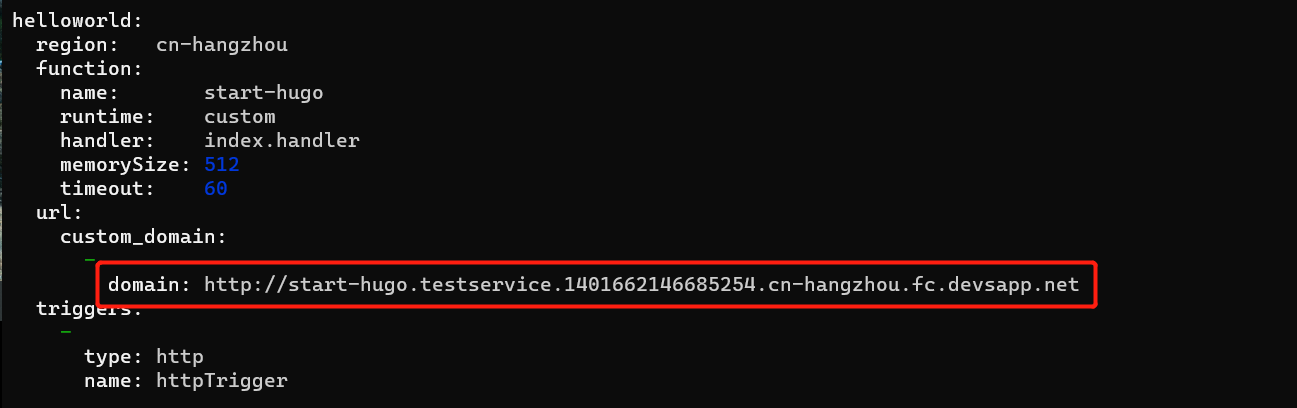 helloworld:
region: cn-hangzhou
function:
name: start-hugo
runtime: custom
handler: index.handler
memorySize: 512
timeout: 60
url:
custom_domain:
-
domain: http://start-hugo.testservice.1401662146685254.cn-hangzhou.fc.devsapp.net
triggers:
-
type: http
name: httpTrigger